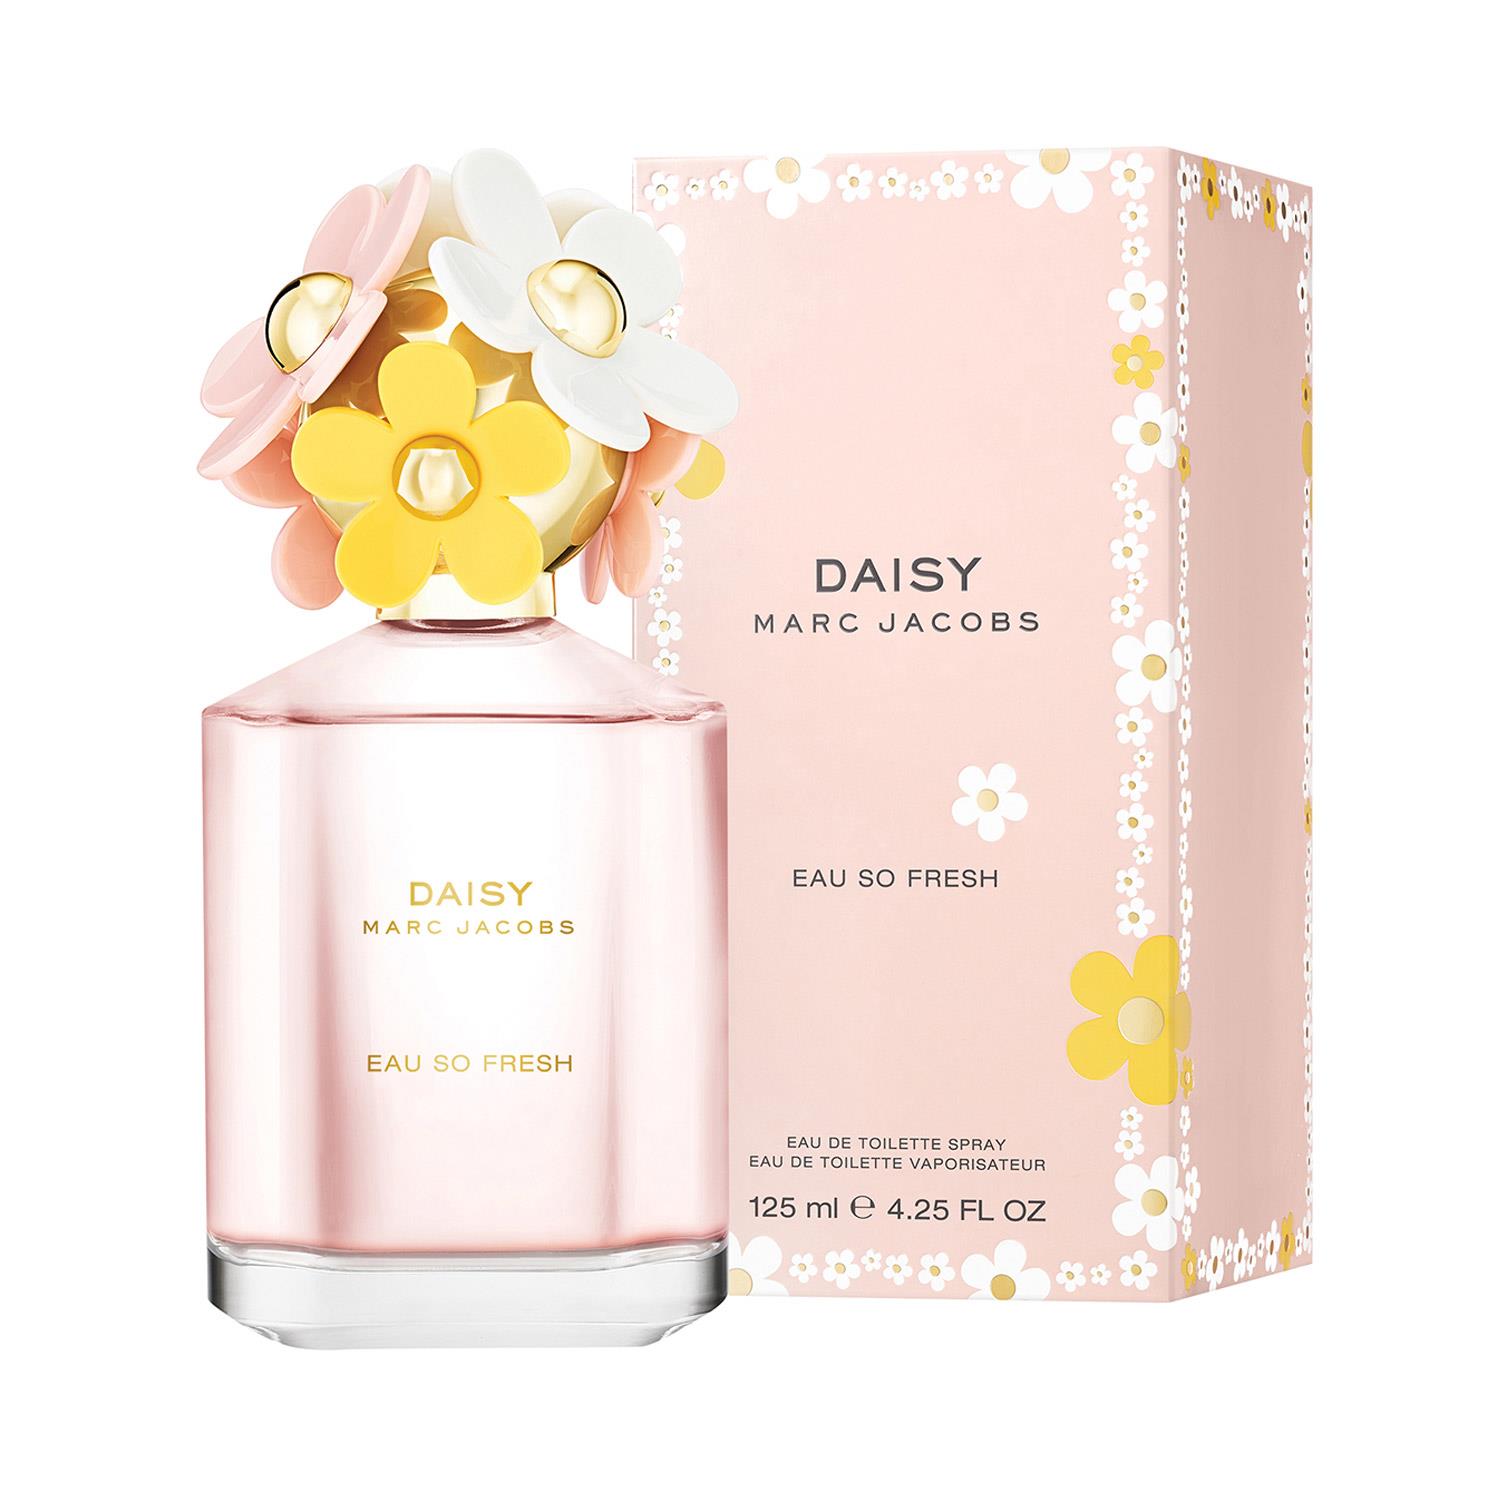 DAISY
MARC JACOBS
EAU SO FRESH
DAISY
MARC JACOBS
EAU SO FRESH
EAU DE TOILETTE SPRAY
EAU DE TOILETTE VAPORISATEUR
125 ml ℮ 4.25 FL OZ